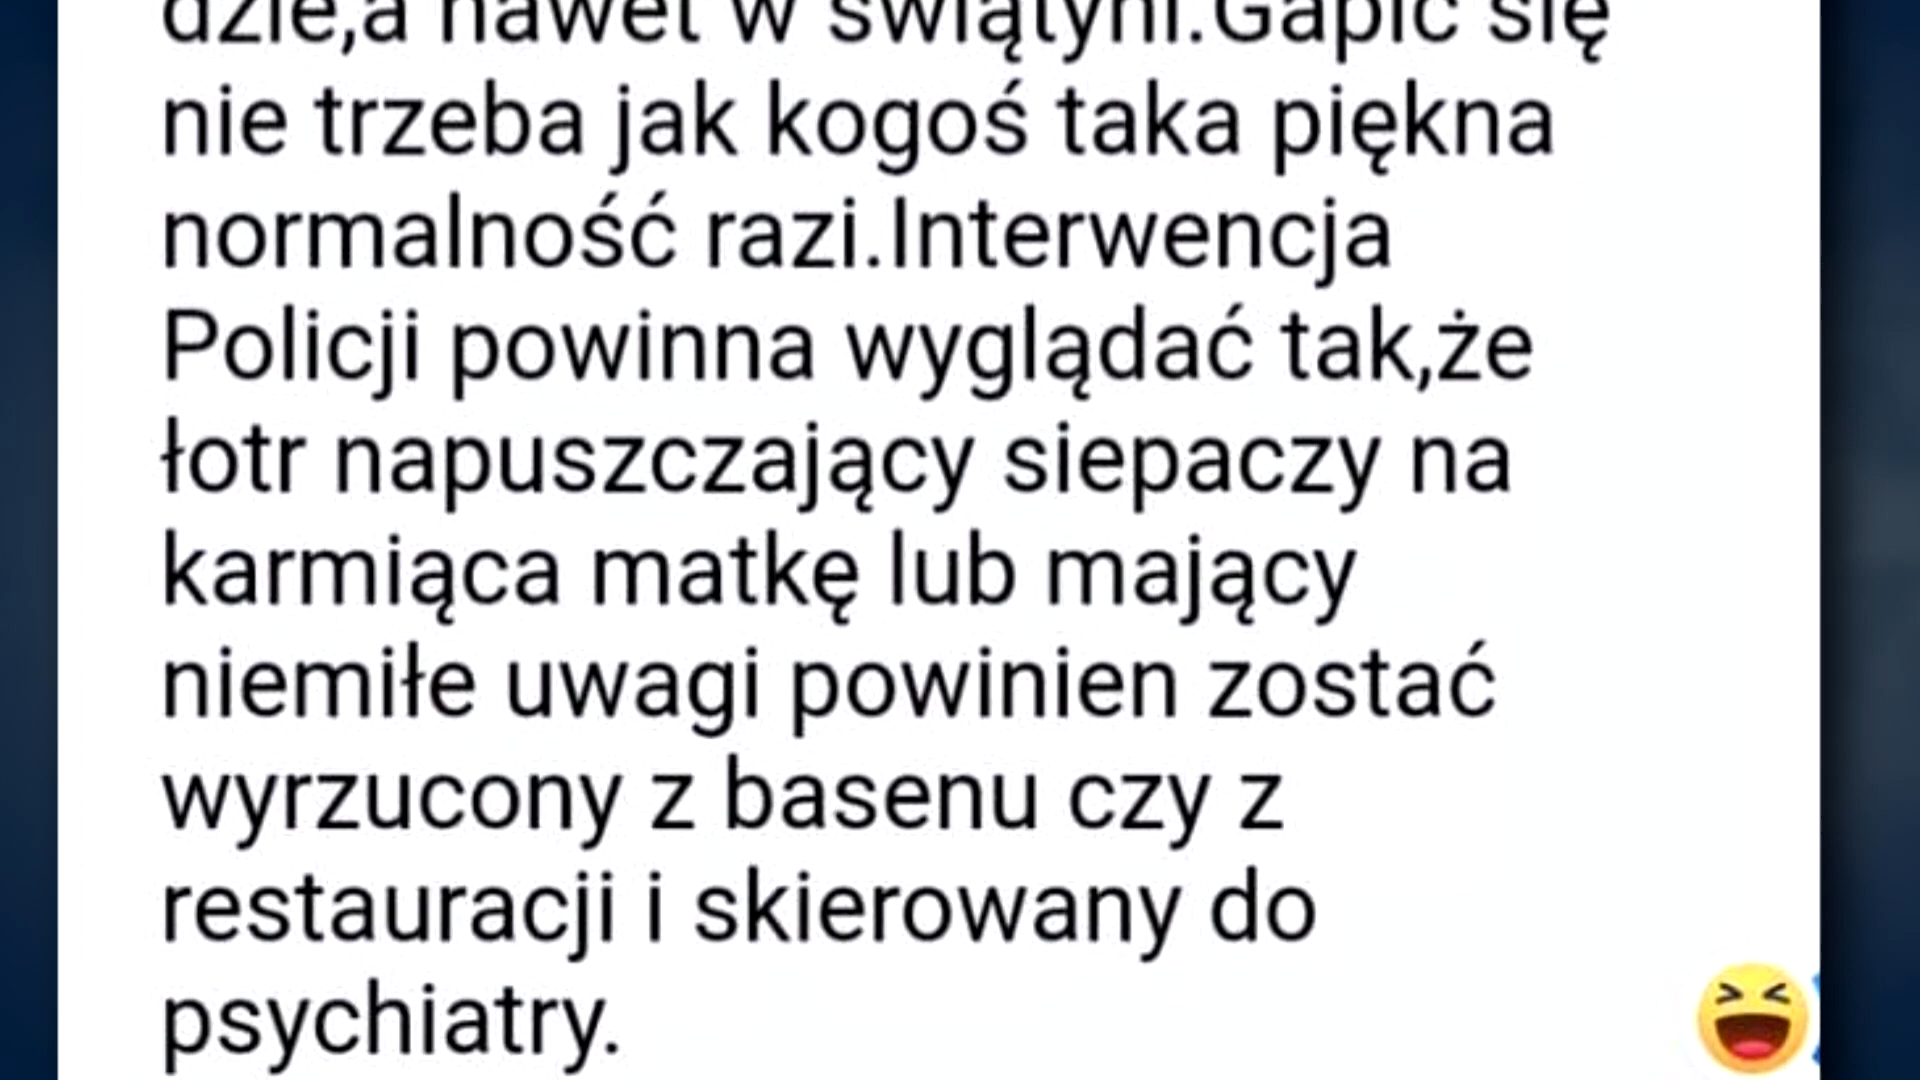 dzie,a nawet w świątyni.Gapić się
nie trzeba jak kogoś taka piękna
normalność razi.Interwencja
Policji powinna wyglądać tak,że
łotr napuszczający siepaczy na
karmiąca matkę lub mający
niemiłe uwagi powinien zostać
wyrzucony z basenu czy z
restauracji i skierowany do
psychiatry.